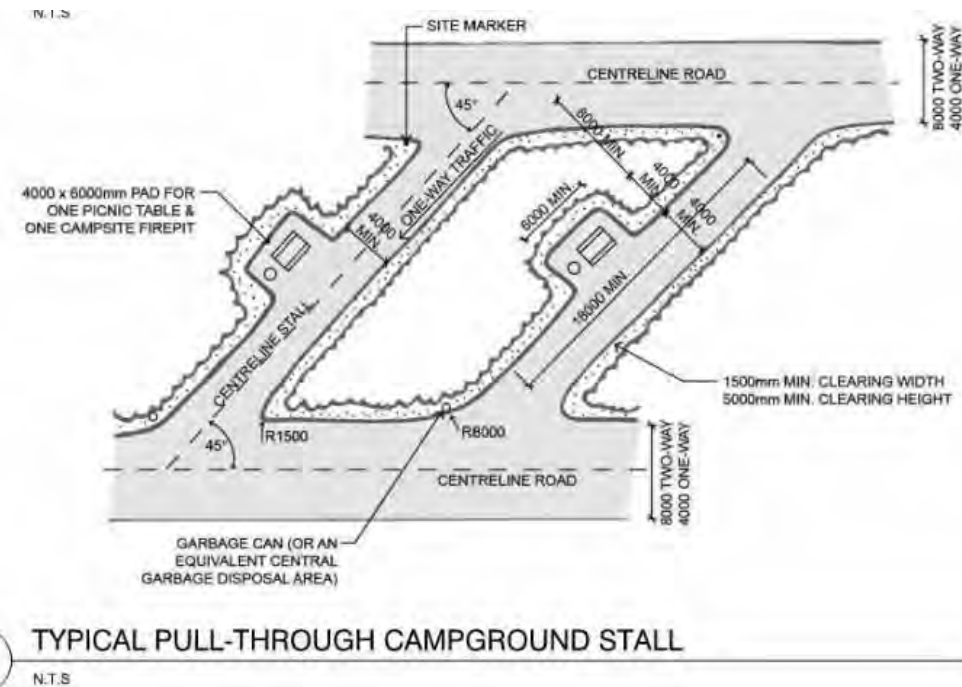 N.T.S
SITE MARKER
CENTRELINE ROAD
8000 TWO-WAY
4000 ONE-WAY
45°
ONE-WAY TRAFFIC
8000 MIN.
4000
MIN.
4000 x 6000mm PAD FOR
ONE PICNIC TABLE &
ONE CAMPSITE FIREPIT
4000
MIN.
6000 MIN.
4000
MIN.
18000 MIN.
CENTRELINE STALL
1500mm MIN. CLEARING WIDTH
5000mm MIN. CLEARING HEIGHT
45°
R1500
R8000
CENTRELINE ROAD
8000 TWO-WAY
4000 ONE-WAY
GARBAGE CAN (OR AN
EQUIVALENT CENTRAL
GARBAGE DISPOSAL AREA)
TYPICAL PULL-THROUGH CAMPGROUND STALL
N.T.S